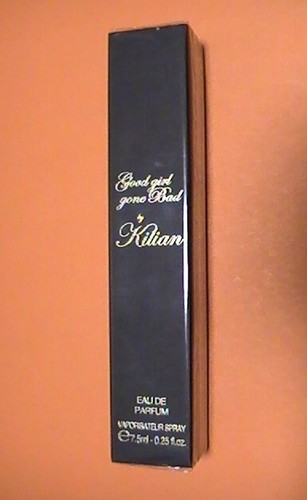 Good girl
gone Bad
by
Kilian
EAU DE
PARFUM
VAPORISATEUR SPRAY
℮7.5ml - 0.25 fl.oz.